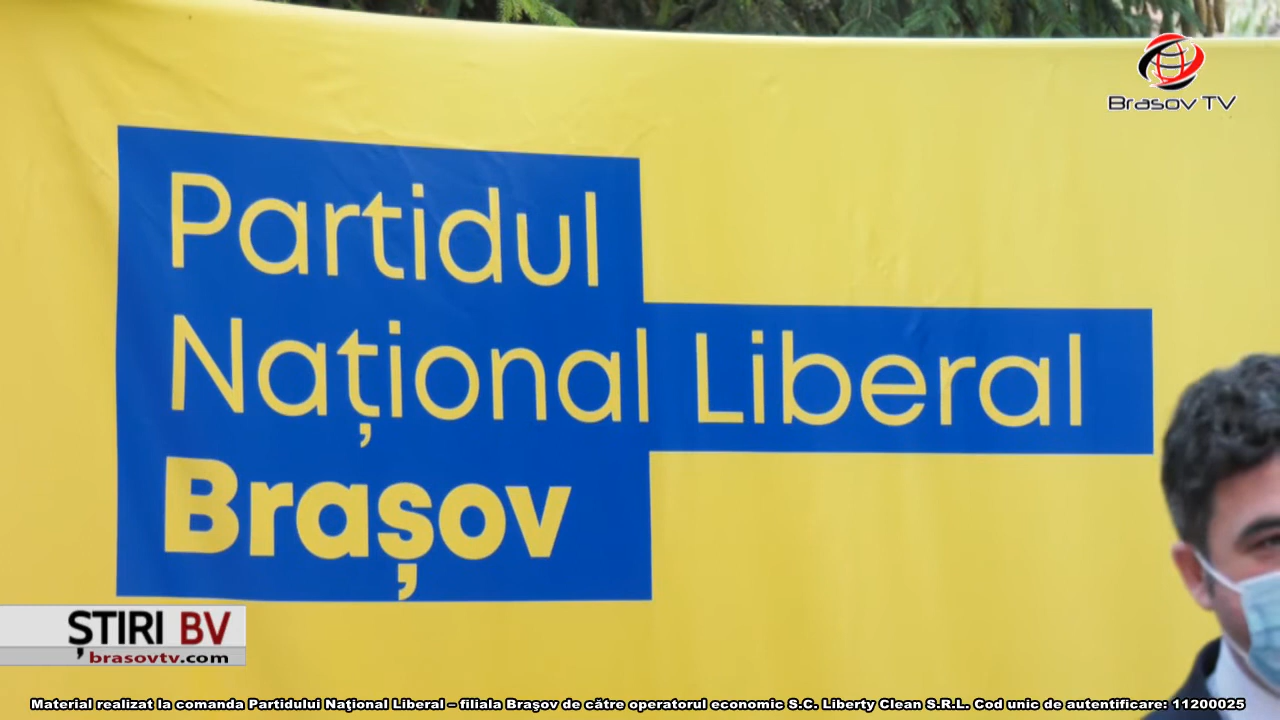 Brasov TV
Partidul
Național Liberal
Brașov
ȘTIRI BV
brasovtv.com
Material realizat la comanda Partidului Naţional Liberal – filiala Braşov de către operatorul economic S.C. Liberty Clean S.R.L. Cod unic de autentificare: 11200025